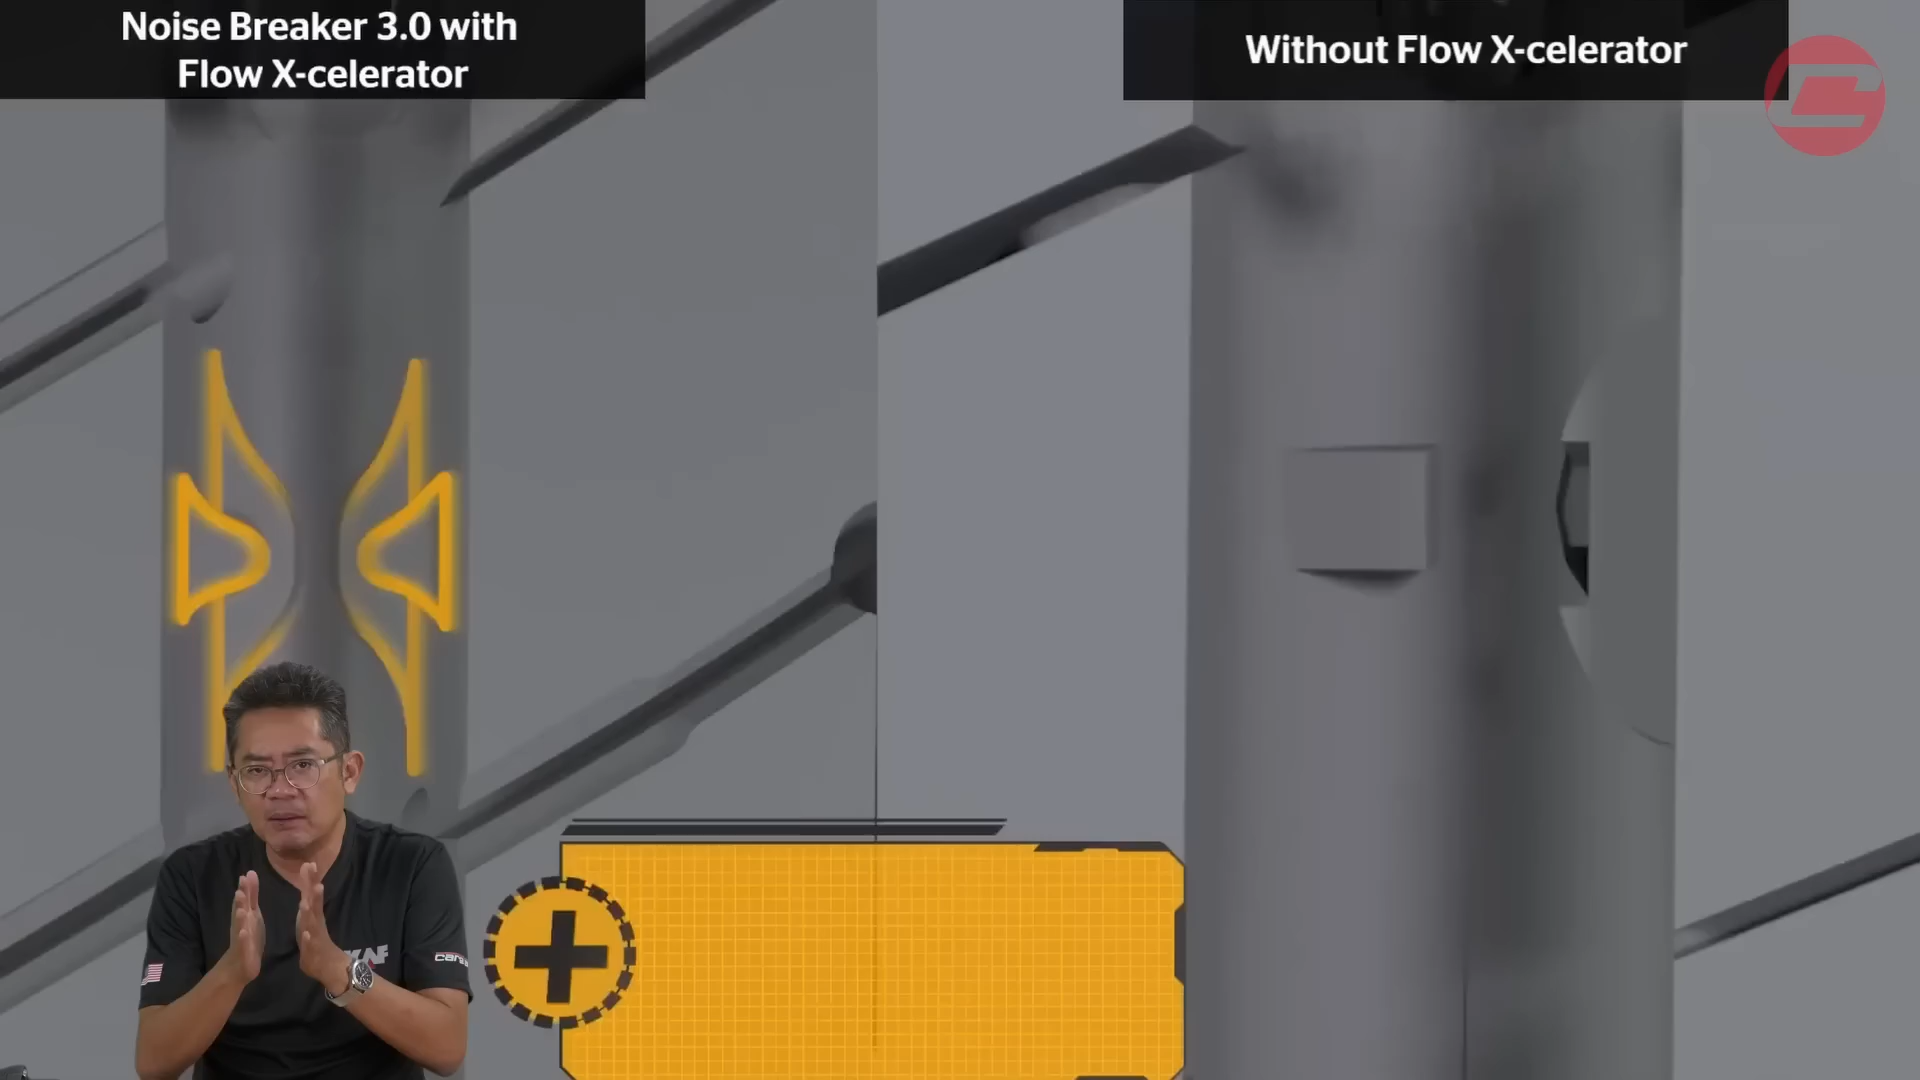 Noise Breaker 3.0 with
Flow X-celerator
Without Flow X-celerator